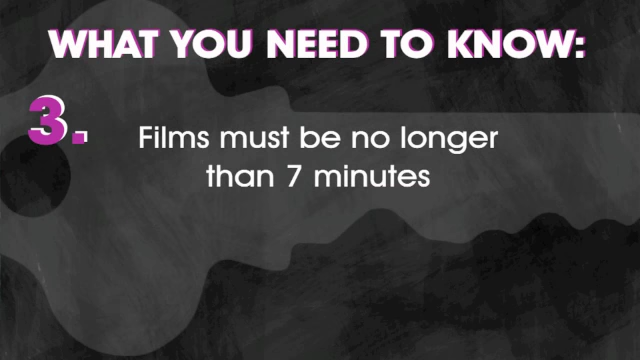 WHAT YOU NEED TO KNOW:
3.
Films must be no longer
than 7 minutes